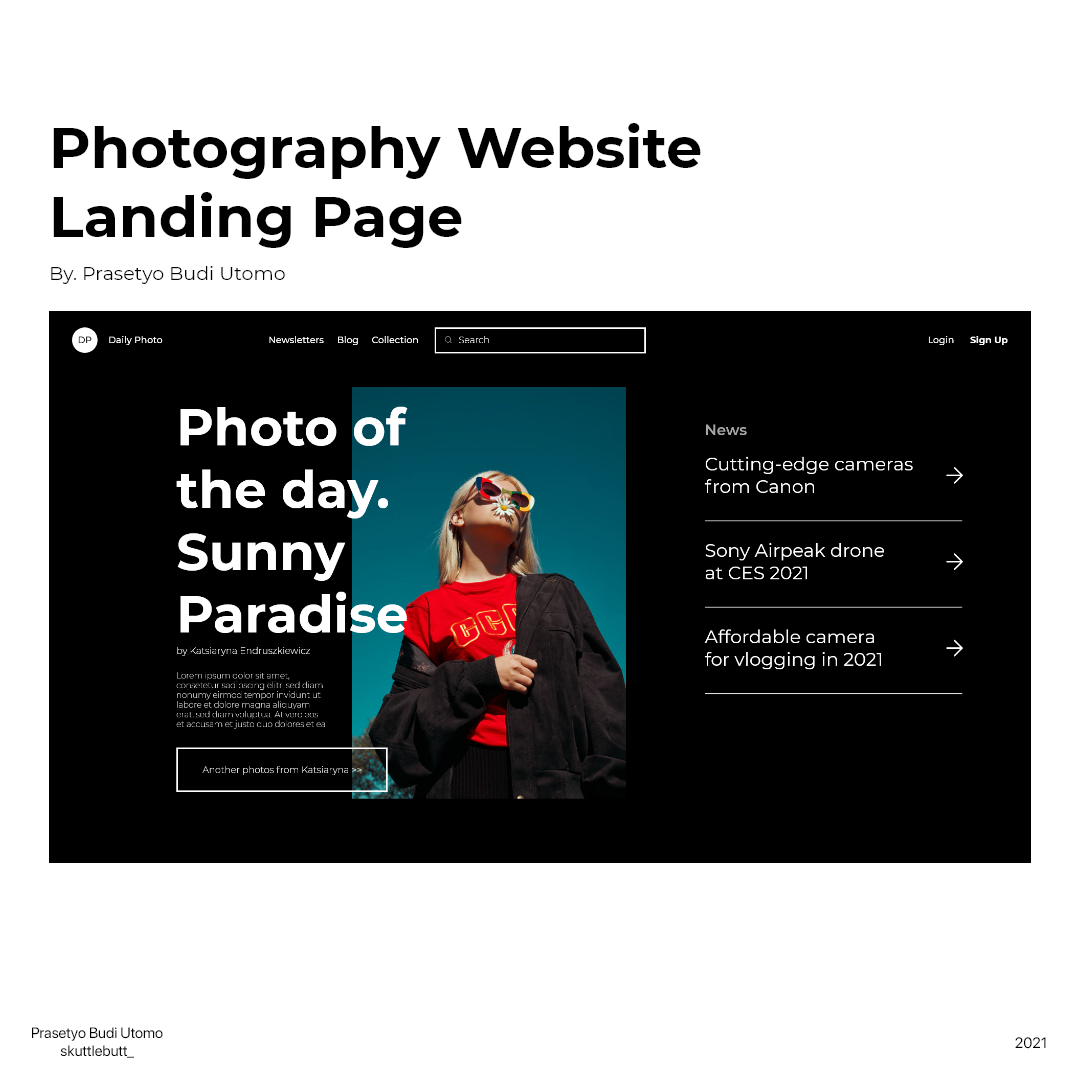 Photography Website
Landing Page
By. Prasetyo Budi Utomo
DP
Daily Photo
Newsletters
Blog
Collection
Search
Login
Sign Up
Photo of
the day.
Sunny
Paradise
by Katsiaryna Endruszkiewicz
Lorem ipsum dolor sit amet,
consetetur sadipscing elitr, sed diam
nonumy eirmod tempor invidunt ut
labore et dolore magna aliquyam
erat, sed diam voluptua. At vero eos
et accusam et justo duo dolores et ea
Another photos from Katsiaryna >>
CCC
News
Cutting-edge cameras
from Canon
Sony Airpeak drone
at CES 2021
Affordable camera
for vlogging in 2021
Prasetyo Budi Utomo
skuttlebutt_
2021